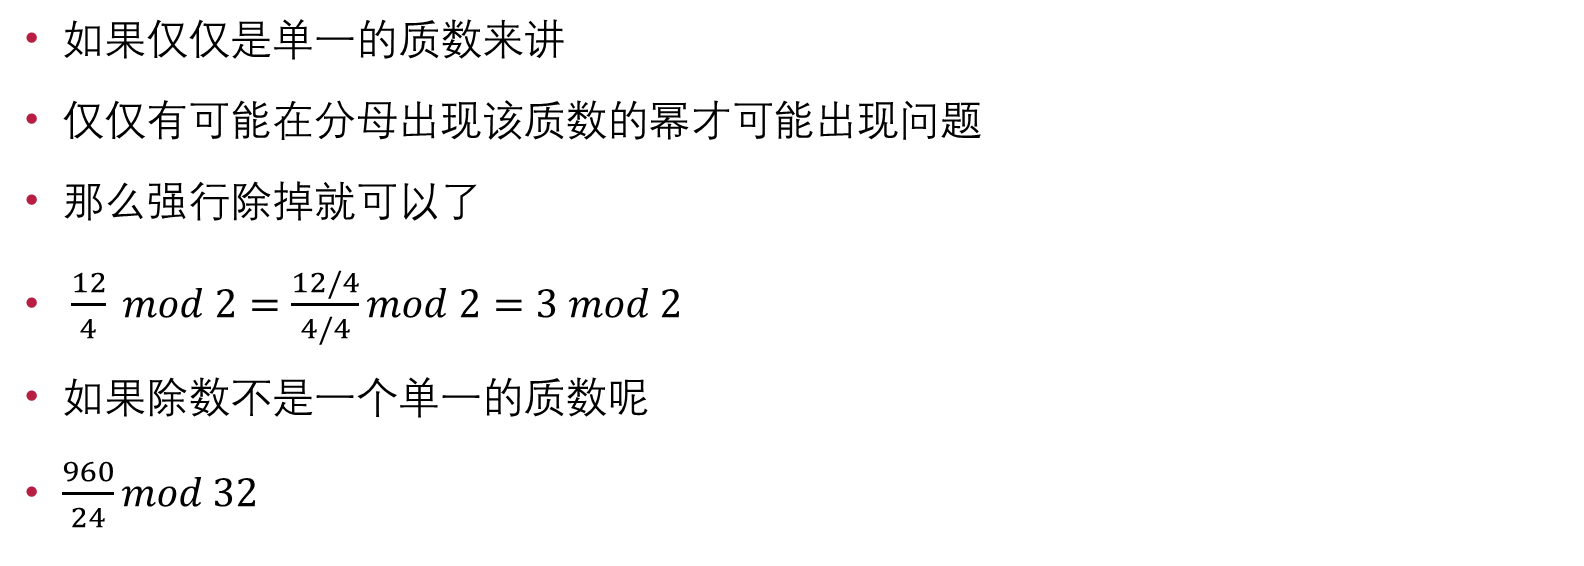 • 如果仅仅是单一的质数来讲
• 仅仅有可能在分母出现该质数的幂才可能出现问题
• 那么强行除掉就可以了
• 12/4 mod 2 = (12/4)/(4/4) mod 2 = 3 mod 2
• 如果除数不是一个单一的质数呢
• 960/24 mod 32